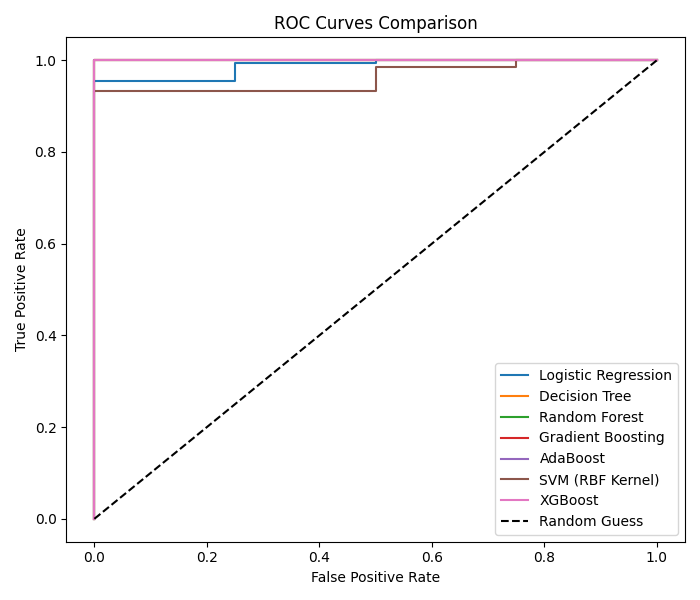 ROC Curves Comparison
True Positive Rate
1.0
0.8
0.6
0.4
0.2
0.0
Logistic Regression
Decision Tree
Random Forest
Gradient Boosting
AdaBoost
SVM (RBF Kernel)
XGBoost
Random Guess
0.0 0.2 0.4 0.6 0.8 1.0
False Positive Rate